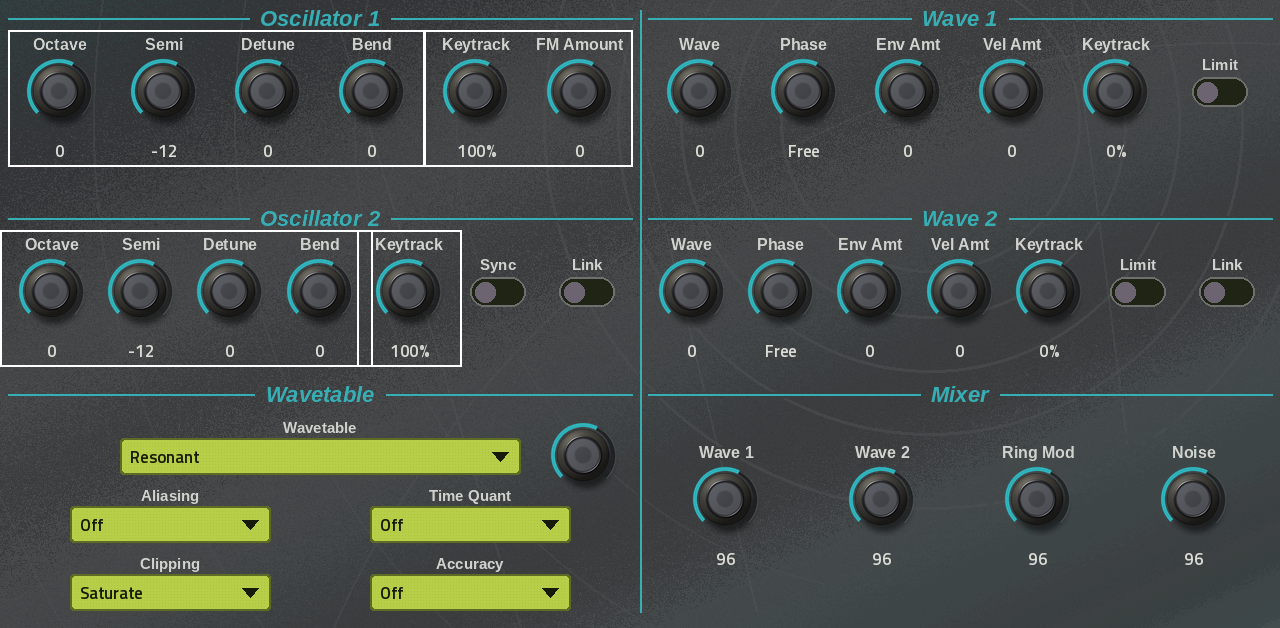 Oscillator 1
Octave Semi Detune Bend Keytrack FM Amount
0 -12 0 0 100% 0
Wave 1
Wave Phase Env Amt Vel Amt Keytrack Limit
0 Free 0 0 0%
Oscillator 2
Octave Semi Detune Bend Keytrack Sync Link
0 -12 0 0 100%
Wave 2
Wave Phase Env Amt Vel Amt Keytrack Limit Link
0 Free 0 0 0%
Wavetable
Wavetable
Resonant
Aliasing Time Quant
Off Off
Clipping Accuracy
Saturate Off
Mixer
Wave 1 Wave 2 Ring Mod Noise
96 96 96 96